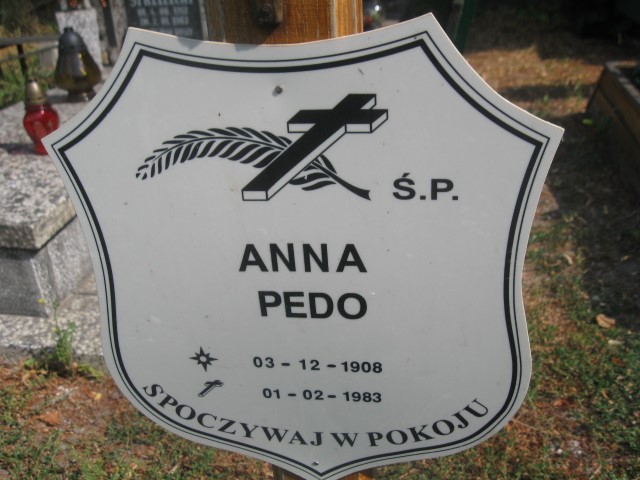 Ś.P.
ANNA
PEDO
03 - 12 - 1908
01 - 02 - 1983
SPOCZYWAJ W POKOJU